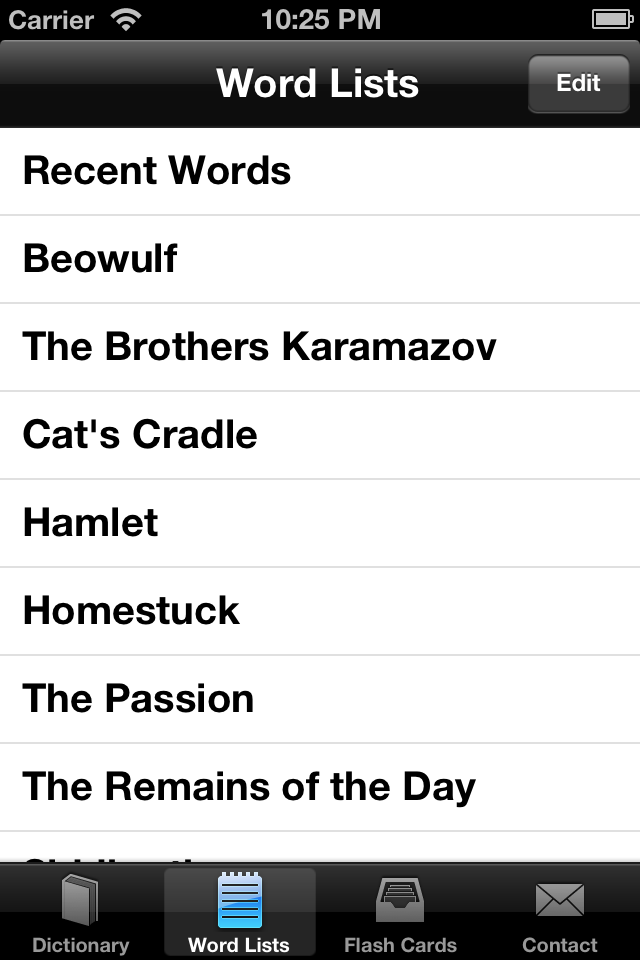 Carrier 10:25 PM
Word Lists Edit
Recent Words
Beowulf
The Brothers Karamazov
Cat's Cradle
Hamlet
Homestuck
The Passion
The Remains of the Day
Dictionary Word Lists Flash Cards Contact